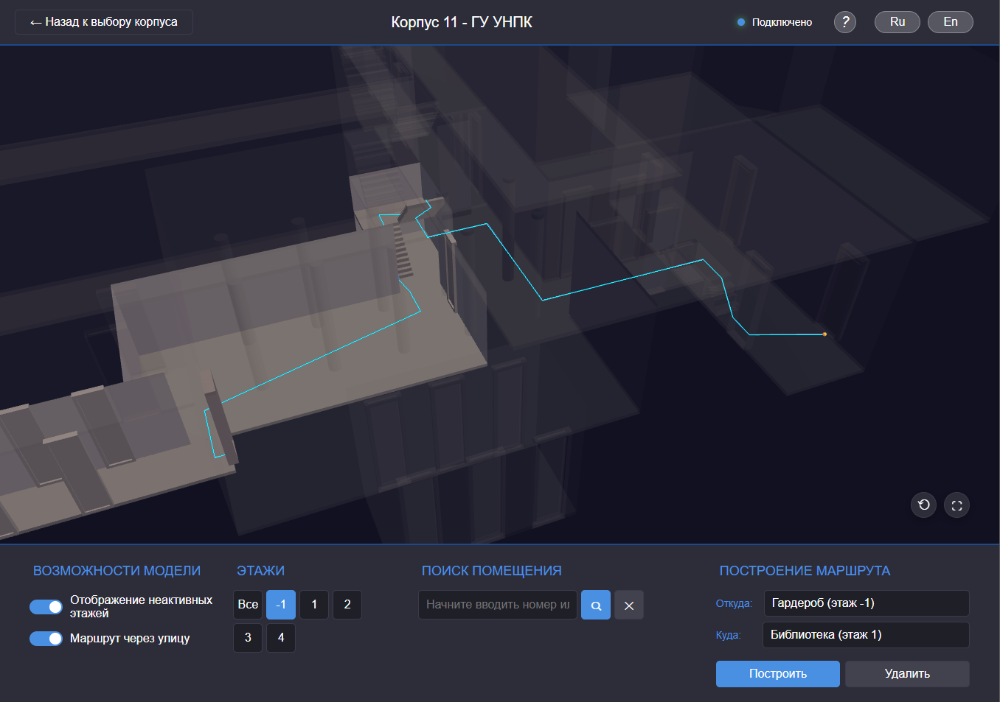 ← Назад к выбору корпуса
Корпус 11 - ГУ УНПК
Подключено
?
Ru
En
ВОЗМОЖНОСТИ МОДЕЛИ
Отображение неактивных
этажей
Маршрут через улицу
ЭТАЖИ
Все
-1
1
2
3
4
ПОИСК ПОМЕЩЕНИЯ
Начните вводить номер ил
ПОСТРОЕНИЕ МАРШРУТА
Откуда:
Гардероб (этаж -1)
Куда:
Библиотека (этаж 1)
Построить
Удалить